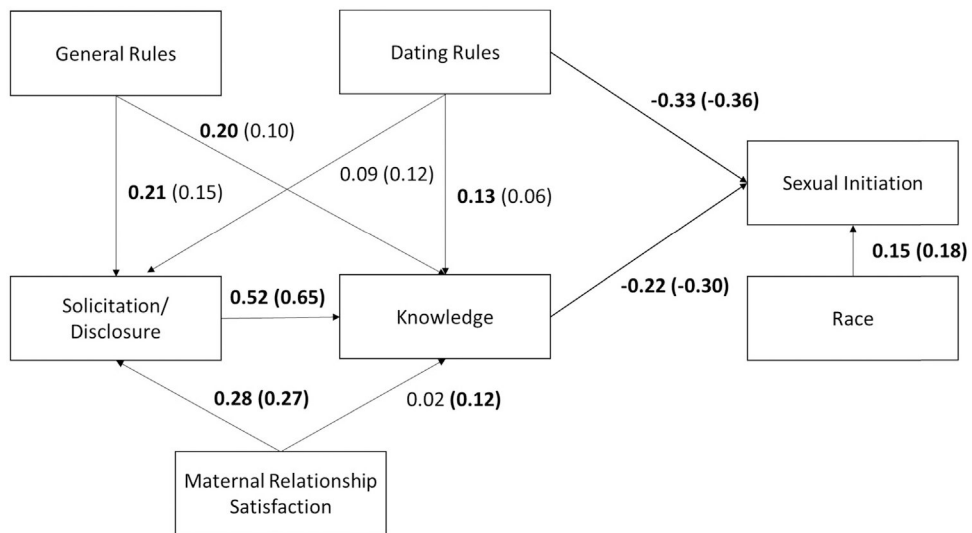 General Rules
Dating Rules
-0.33 (-0.36)
0.20 (0.10)
0.09 (0.12)
0.21 (0.15)
0.13 (0.06)
Sexual Initiation
0.15 (0.18)
-0.22 (-0.30)
Solicitation/
Disclosure
0.52 (0.65)
Knowledge
Race
0.28 (0.27)
0.02 (0.12)
Maternal Relationship
Satisfaction